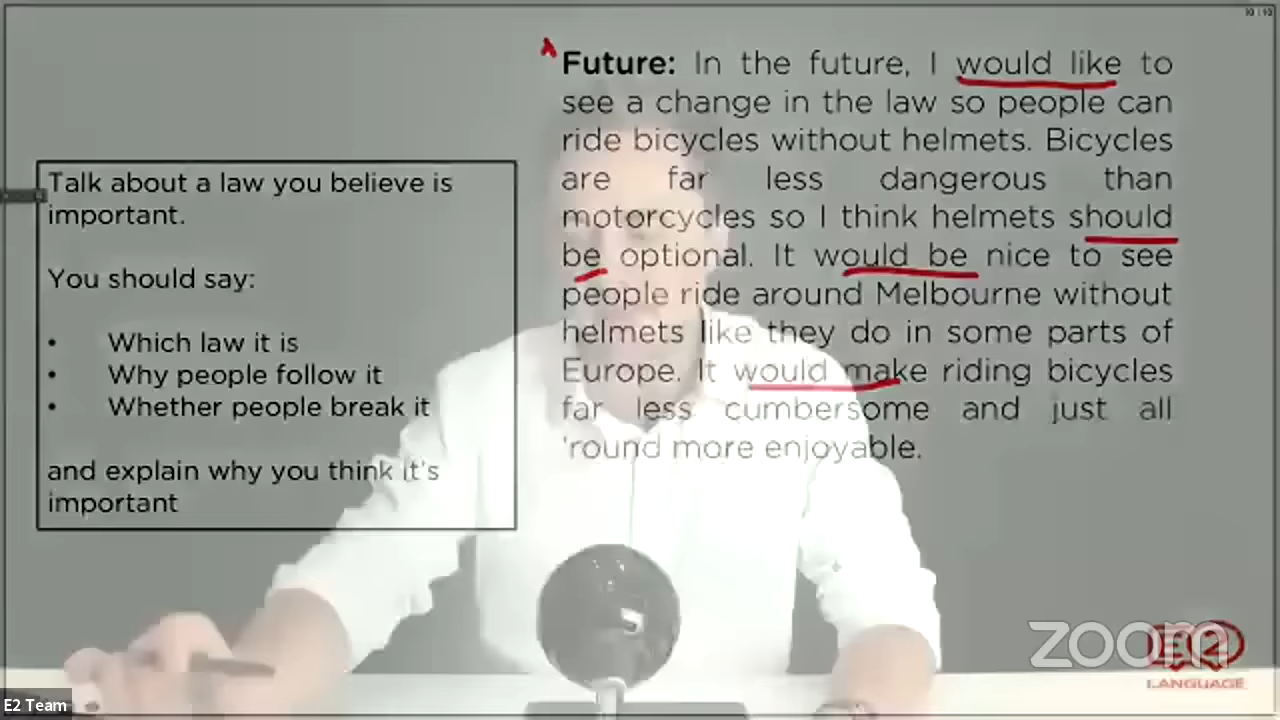 10 | 10
Future: In the future, I would like to
see a change in the law so people can
ride bicycles without helmets. Bicycles
are far less dangerous than
motorcycles so I think helmets should
be optional. It would be nice to see
people ride around Melbourne without
helmets like they do in some parts of
Europe. It would make riding bicycles
far less cumbersome and just all
'round more enjoyable.
Talk about a law you believe is
important.
You should say:
• Which law it is
• Why people follow it
• Whether people break it
and explain why you think it's
important
zoom
E2
LANGUAGE
E2 Team